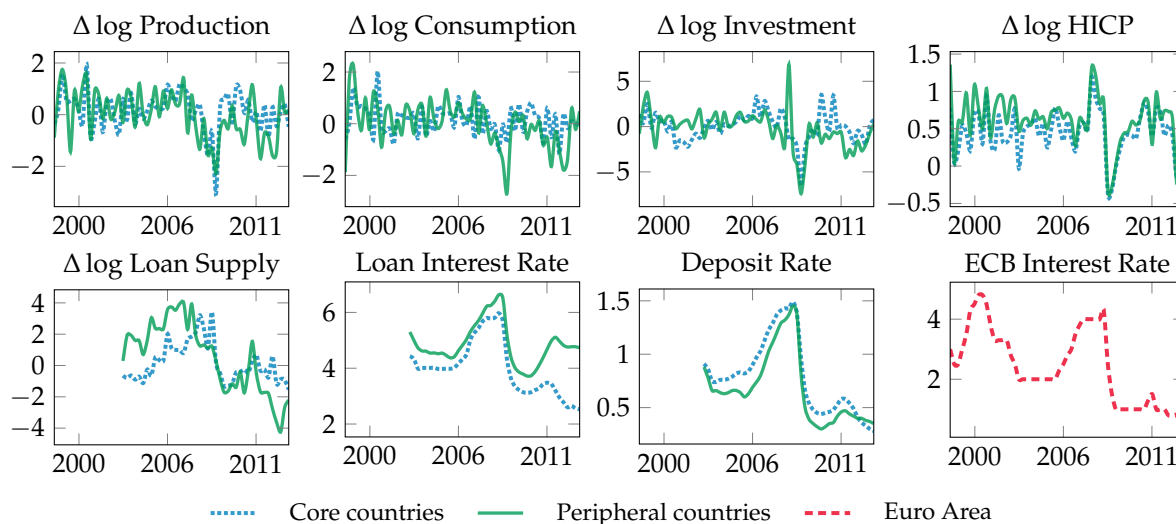 Δ log Production
Δ log Consumption
Δ log Investment
Δ log HICP
2
0
−2
2000 2006 2011
2
0
−2
2000 2006 2011
5
0
−5
2000 2006 2011
1.5
1
0.5
0
−0.5
2000 2006 2011
Δ log Loan Supply
Loan Interest Rate
Deposit Rate
ECB Interest Rate
4
2
0
−2
−4
2000 2006 2011
6
4
2
2000 2006 2011
1.5
1
0.5
2000 2006 2011
4
2
2000 2006 2011
Core countries
Peripheral countries
Euro Area